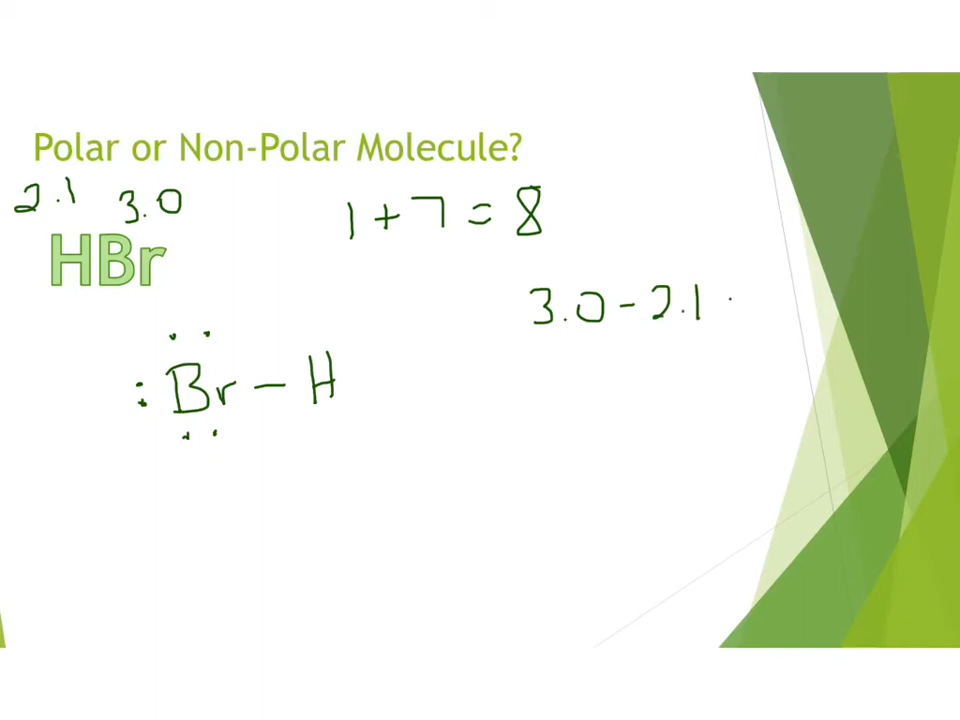 Polar or Non-Polar Molecule?
2.1 3.0
1 + 7 = 8
HBr
3.0 - 2.1
:Br - H